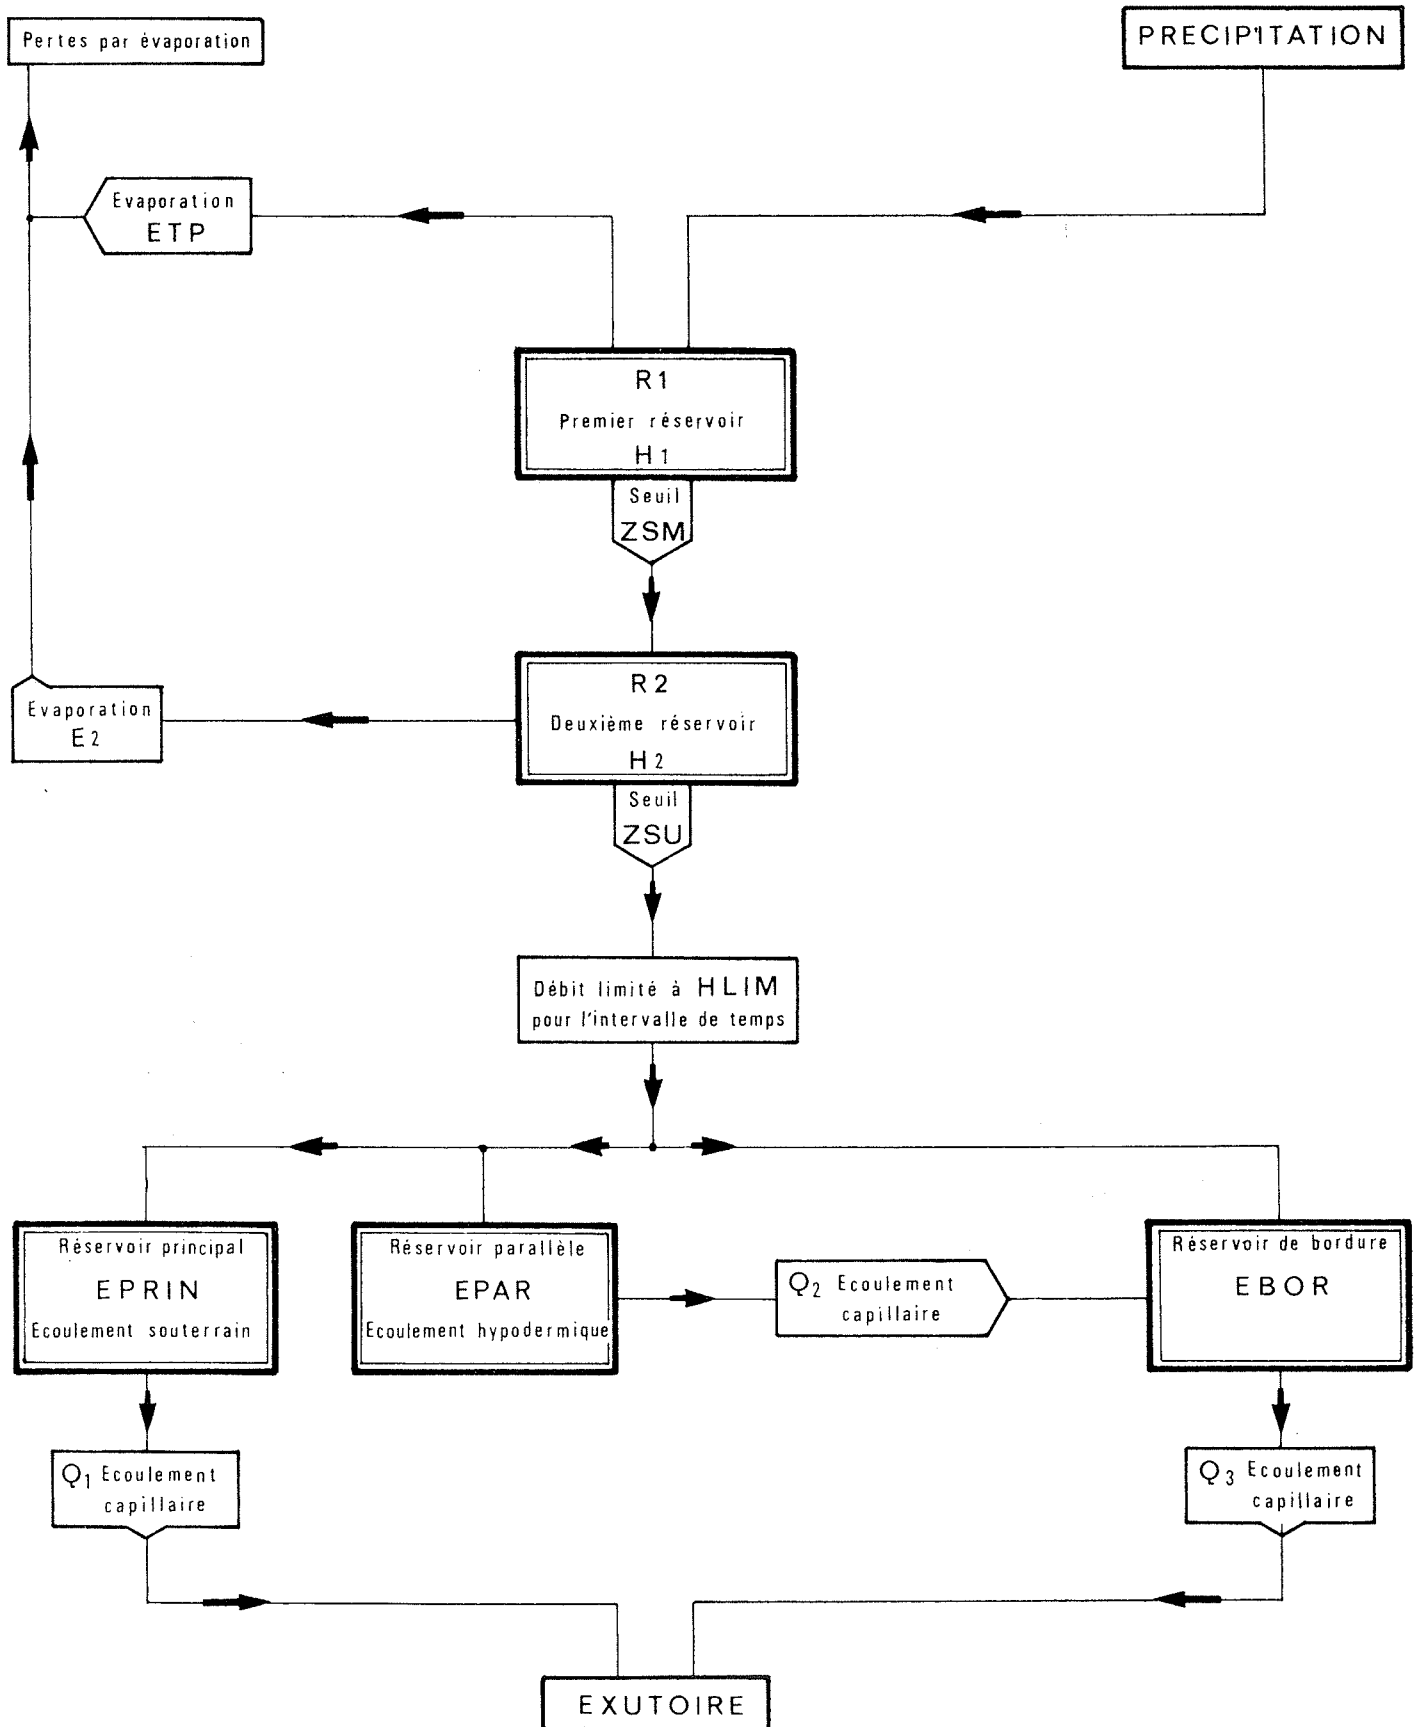 Pertes par évaporation
PRECIPITATION
Evaporation
ETP
R1
Premier réservoir
H1
Seuil
ZSM
R2
Deuxième réservoir
H2
Evaporation
E2
Seuil
ZSU
Débit limité à HLIM
pour l'intervalle de temps
Réservoir principal
EPRIN
Ecoulement souterrain
Réservoir parallèle
EPAR
Ecoulement hypodermique
Q2 Ecoulement
capillaire
Réservoir de bordure
EBOR
Q1 Ecoulement
capillaire
Q3 Ecoulement
capillaire
EXUTOIRE